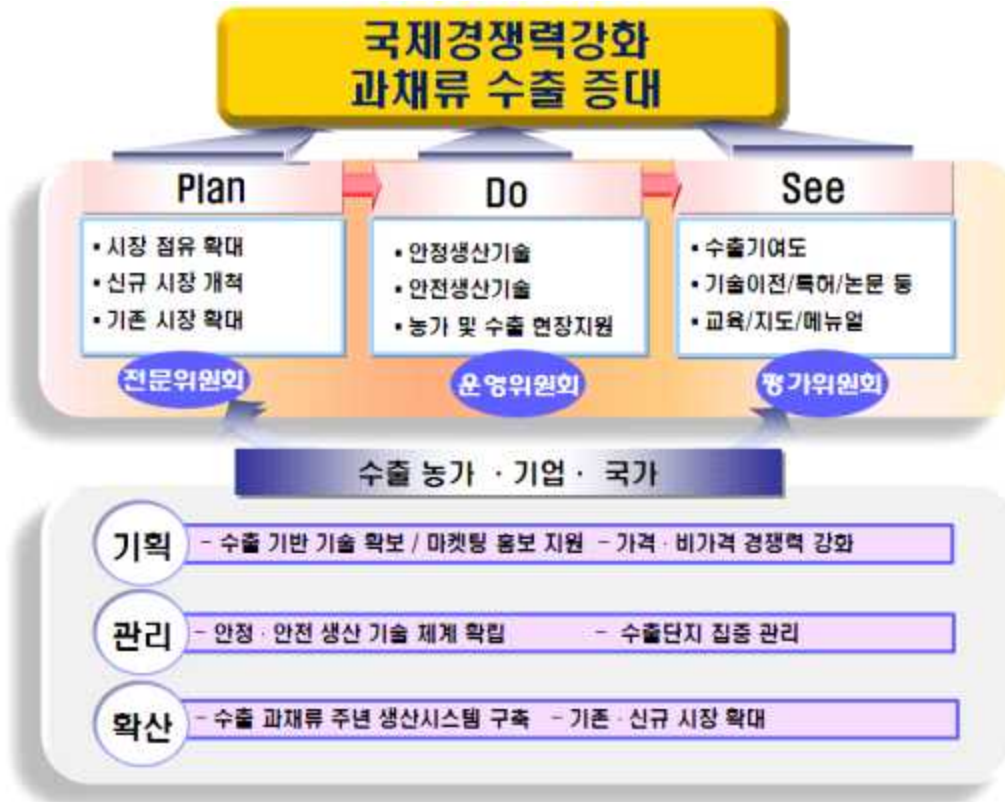 국제경쟁력강화
과채류 수출 증대
Plan
▪ 시장 점유 확대
▪ 신규 시장 개척
▪ 기존 시장 확대
전문위원회
Do
▪ 안정생산기술
▪ 안전생산기술
▪ 농가 및 수출 현장지원
운영위원회
See
▪ 수출기여도
▪ 기술이전/특허/논문 등
▪ 교육/지도/메뉴얼
평가위원회
수출 농가 · 기업 · 국가
기획
- 수출 기반 기술 확보 / 마켓팅 홍보 지원 - 가격 · 비가격 경쟁력 강화
관리
- 안정 · 안전 생산 기술 체계 확립 - 수출단지 집중 관리
확산
- 수출 과채류 주년 생산시스템 구축 - 기존 · 신규 시장 확대